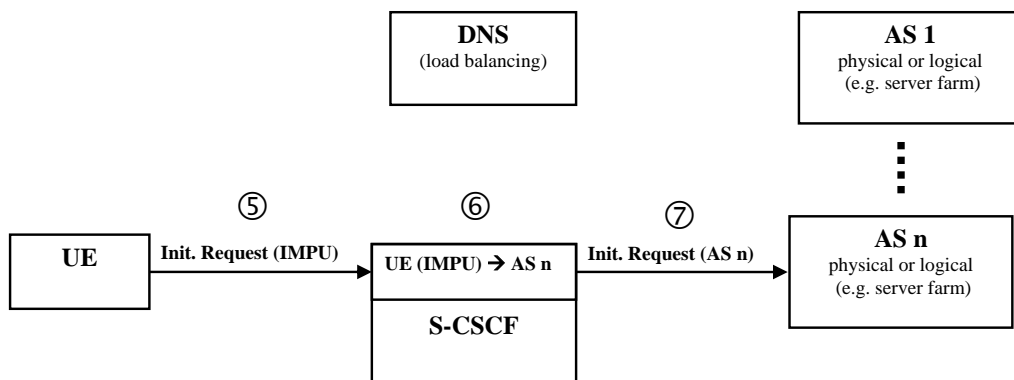 DNS
(load balancing)
AS 1
physical or logical
(e.g. server farm)
⑤
⑥
⑦
UE
Init. Request (IMPU)
UE (IMPU) → AS n
Init. Request (AS n)
AS n
physical or logical
(e.g. server farm)
S-CSCF